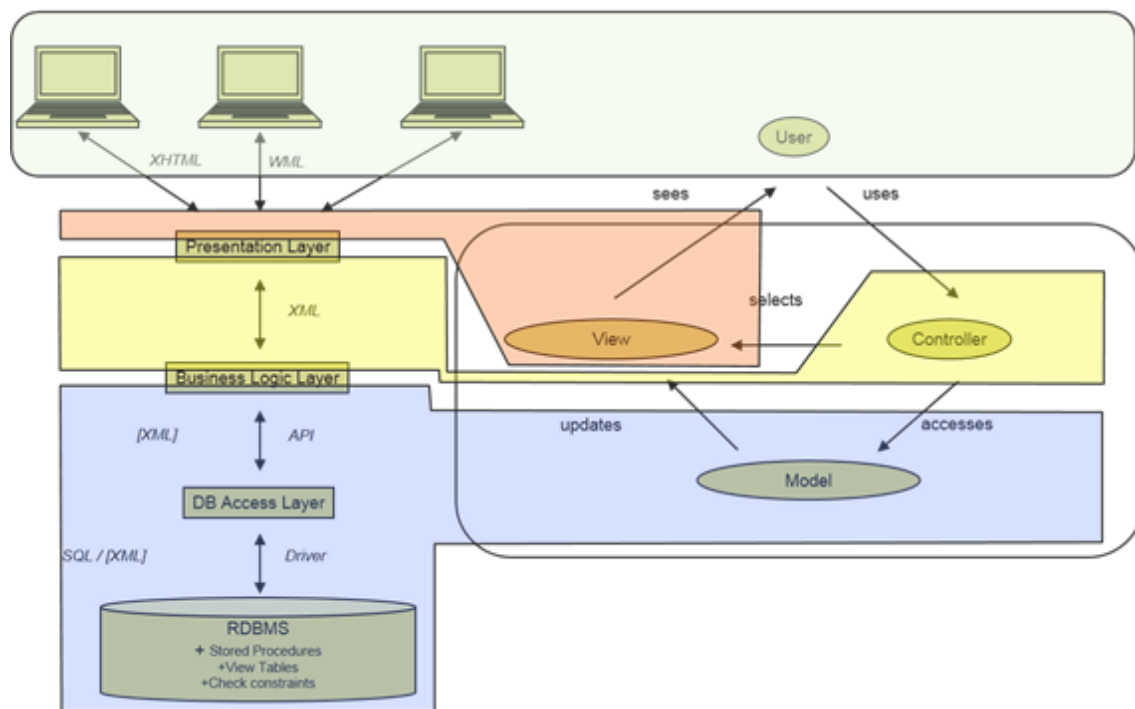 XHTML
WML
User
sees
uses
Presentation Layer
XML
selects
View
Controller
Business Logic Layer
[XML]
API
updates
accesses
Model
DB Access Layer
SQL / [XML]
Driver
RDBMS
+ Stored Procedures
+View Tables
+Check constraints